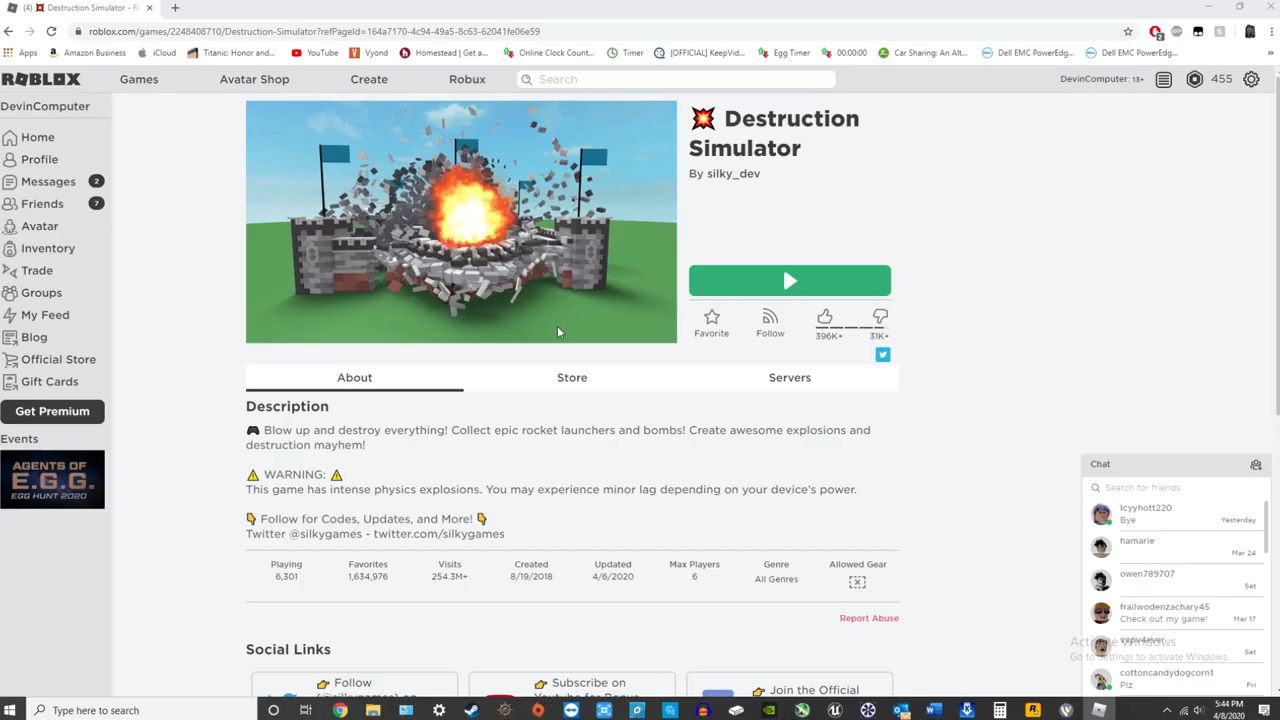 (4) 💥 Destruction Simulator - Ro
roblox.com/games/2248408710/Destruction-Simulator?refPageId=164a7170-4c94-49a5-8c63-62041fe06e59
Apps Amazon Business iCloud Titanic: Honor and... YouTube Vyond Homestead | Get a... Online Clock Count... Timer [OFFICIAL] KeepVid... Egg Timer 00:00:00 Car Sharing: An Alt... Dell EMC PowerEdg... Dell EMC PowerEdg...
ROBLOX Games Avatar Shop Create Robux Search DevinComputer: 13+ 455
DevinComputer
Home
Profile
Messages 2
Friends 7
Avatar
Inventory
Trade
Groups
My Feed
Blog
Official Store
Gift Cards
Get Premium
Events
AGENTS OF
E.G.G.
EGG HUNT 2020
💥 Destruction
Simulator
By silky_dev
Favorite Follow 396K+ 31K+
About Store Servers
Description
🎮 Blow up and destroy everything! Collect epic rocket launchers and bombs! Create awesome explosions and
destruction mayhem!
⚠️ WARNING: ⚠️
This game has intense physics explosions. You may experience minor lag depending on your device's power.
👇 Follow for Codes, Updates, and More! 👇
Twitter @silkygames - twitter.com/silkygames
Playing Favorites Visits Created Updated Max Players Genre Allowed Gear
6,301 1,634,976 254.3M+ 8/19/2018 4/6/2020 6 All Genres
Report Abuse
Social Links
👉 Follow
(@silkygames) on
👉 Subscribe on
Youtube for Bonus
👉 Join the Official
Chat
Search for friends
Icyyhott220
Bye Yesterday
hamarie
Mar 24
owen789707
Sat
frailwodenzachary45
Check out my game! Mar 17
Sat
cottoncandydogcorn1
Plz Fri
Activate Windows
Go to Settings to activate Windows.
Type here to search
5:44 PM
4/8/2020